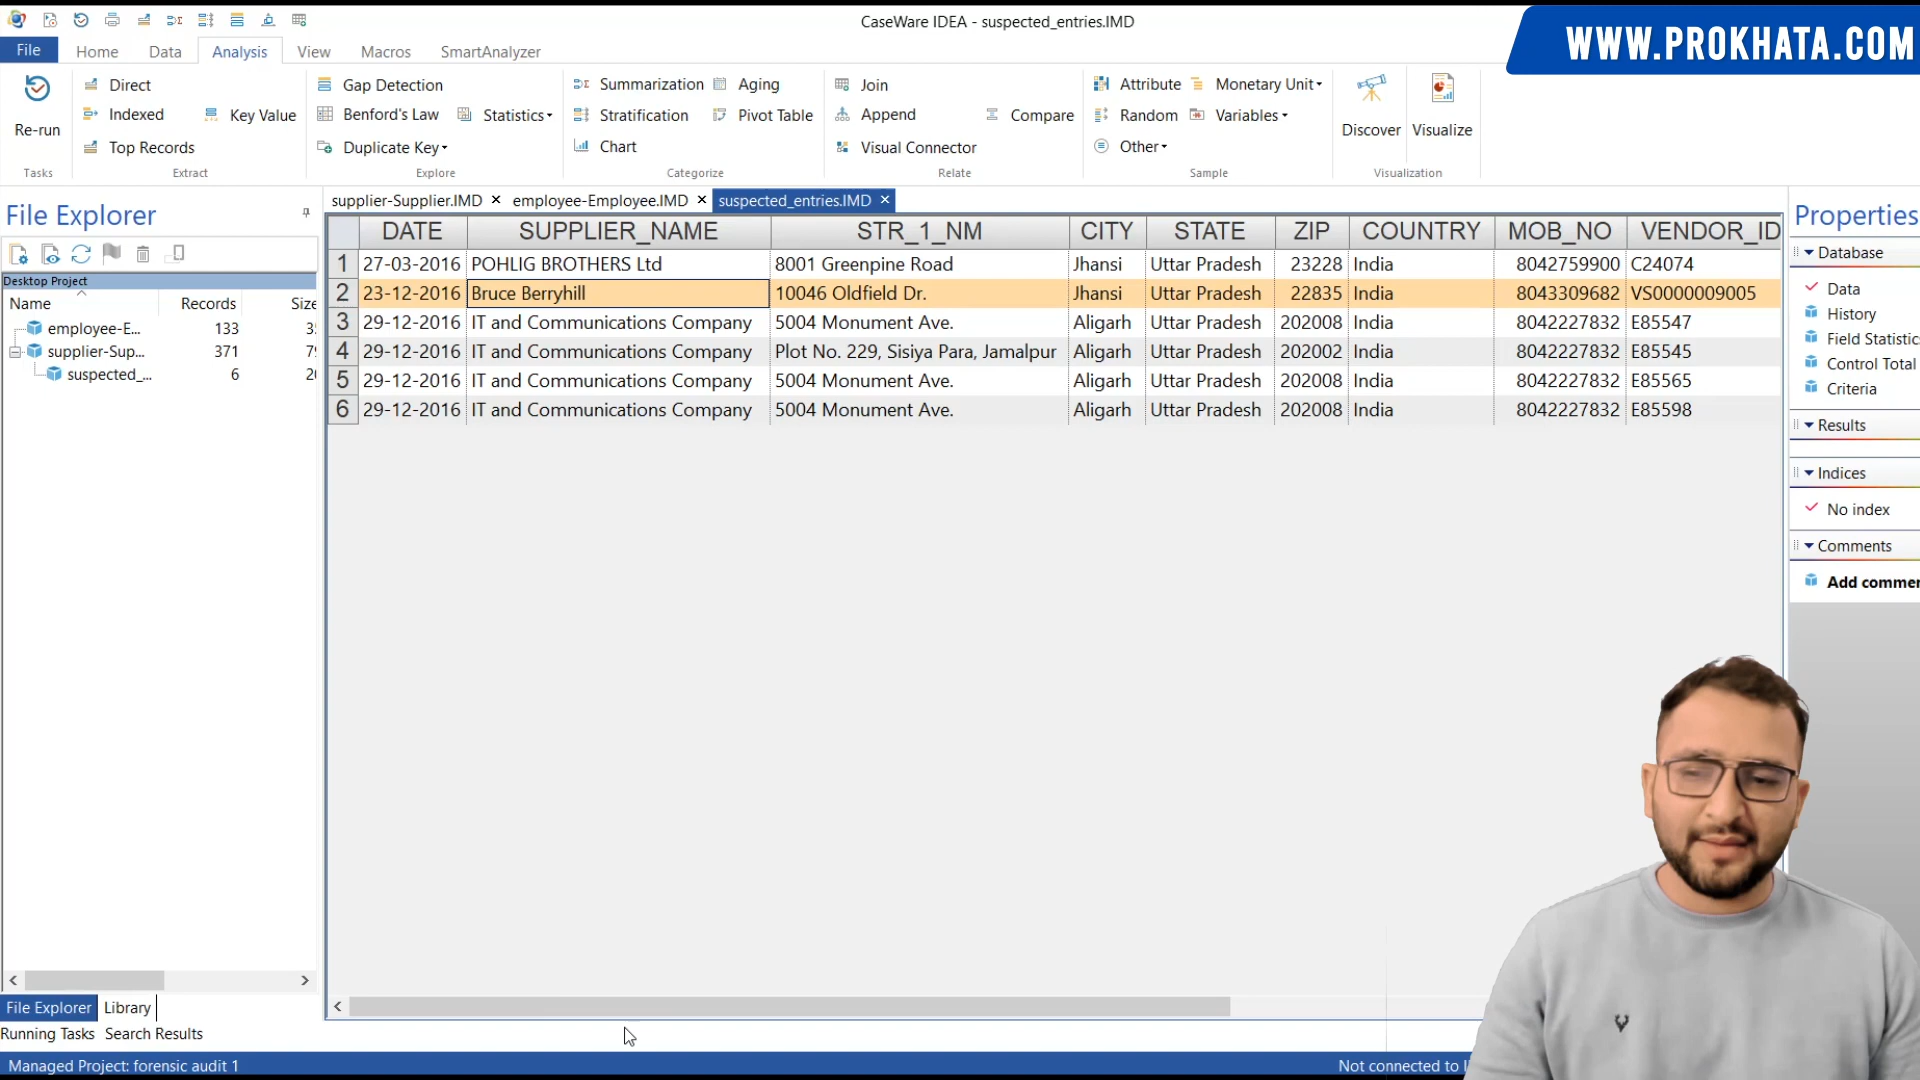 CaseWare IDEA - suspected_entries.IMD
WWW.PROKHATA.COM
File Home Data Analysis View Macros SmartAnalyzer
Direct Gap Detection Summarization Aging Join Attribute Monetary Unit
Indexed Key Value Benford's Law Statistics Stratification Pivot Table Append Compare Random Variables
Re-run Top Records Duplicate Key Chart Visual Connector Other Discover Visualize
Tasks Extract Explore Categorize Relate Sample Visualization
File Explorer
supplier-Supplier.IMD employee-Employee.IMD suspected_entries.IMD
Desktop Project
Name Records Size
employee-E... 133
supplier-Sup... 371
suspected_... 6
DATE SUPPLIER_NAME STR_1_NM CITY STATE ZIP COUNTRY MOB_NO VENDOR_ID
1 27-03-2016 POHLIG BROTHERS Ltd 8001 Greenpine Road Jhansi Uttar Pradesh 23228 India 8042759900 C24074
2 23-12-2016 Bruce Berryhill 10046 Oldfield Dr. Jhansi Uttar Pradesh 22835 India 8043309682 VS0000009005
3 29-12-2016 IT and Communications Company 5004 Monument Ave. Aligarh Uttar Pradesh 202008 India 8042227832 E85547
4 29-12-2016 IT and Communications Company Plot No. 229, Sisiya Para, Jamalpur Aligarh Uttar Pradesh 202002 India 8042227832 E85545
5 29-12-2016 IT and Communications Company 5004 Monument Ave. Aligarh Uttar Pradesh 202008 India 8042227832 E85565
6 29-12-2016 IT and Communications Company 5004 Monument Ave. Aligarh Uttar Pradesh 202008 India 8042227832 E85598
Properties
Database
Data
History
Field Statistics
Control Total
Criteria
Results
Indices
No index
Comments
Add commen
File Explorer Library
Running Tasks Search Results
Managed Project: forensic audit 1
Not connected to